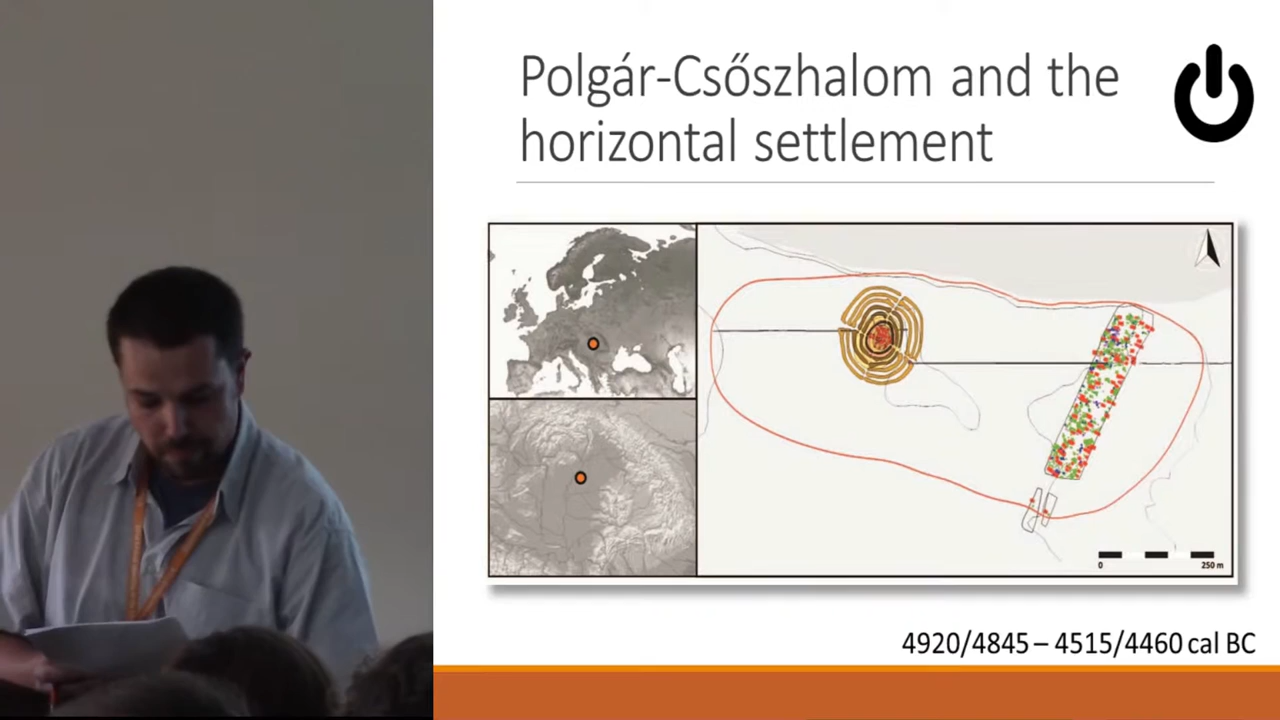 Polgár-Csőszhalom and the
horizontal settlement
0
250 m
4920/4845 – 4515/4460 cal BC